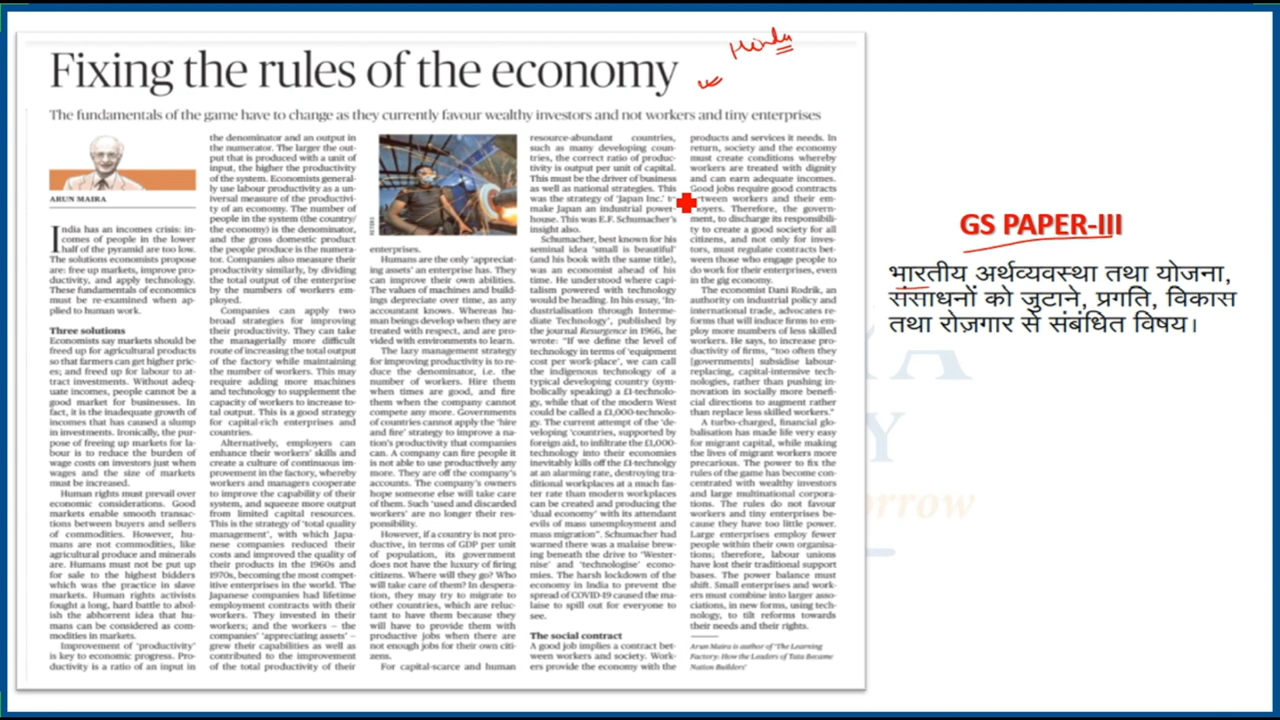 Hindu
Fixing the rules of the economy
The fundamentals of the game have to change as they currently favour wealthy investors and not workers and tiny enterprises
ARUN MAIRA
India has an incomes crisis: in-
comes of people in the lower
half of the pyramid are too low.
The solutions economists propose
are: free up markets, improve pro-
ductivity, and apply technology.
These fundamentals of economics
must be re-examined when ap-
plied to human work.
Three solutions
Economists say markets should be
freed up for agricultural products
so that farmers can get higher pric-
es; and freed up for labour to at-
tract investments. Without adeq-
uate incomes, people cannot be a
good market for businesses. In
fact, it is the inadequate growth of
incomes that has caused a slump
in investments. Ironically, the pur-
pose of freeing up markets for la-
bour is to reduce the burden of
wage costs on investors just when
wages and the size of markets
must be increased.
Human rights must prevail over
economic considerations. Good
markets enable smooth transac-
tions between buyers and sellers
of commodities. However, hu-
mans are not commodities, like
agricultural produce and minerals
are. Humans must not be put up
for sale to the highest bidders
which was the practice in slave
markets. Human rights activists
fought a long, hard battle to abol-
ish the abhorrent idea that hu-
mans can be considered as com-
modities in markets.
Improvement of 'productivity'
is key to economic progress. Pro-
ductivity is a ratio of an input in
the denominator and an output in
the numerator. The larger the out-
put that is produced with a unit of
input, the higher the productivity
of the system. Economists general-
ly use labour productivity as a un-
iversal measure of the productivi-
ty of an economy. The number of
people in the system (the country/
the economy) is the denominator,
and the gross domestic product
the people produce is the numera-
tor. Companies also measure their
productivity similarly, by dividing
the total output of the enterprise
by the numbers of workers em-
ployed.
Companies can apply two
broad strategies for improving
their productivity. They can take
the managerially more difficult
route of increasing the total output
of the factory while maintaining
the number of workers. This may
require adding more machines
and technology to supplement the
capacity of workers to increase to-
tal output. This is a good strategy
for capital-rich enterprises and
countries.
Alternatively, employers can
enhance their workers' skills and
create a culture of continuous im-
provement in the factory, whereby
workers and managers cooperate
to improve the capability of their
system, and squeeze more output
from limited capital resources.
This is the strategy of 'total quality
management', with which Japa-
nese companies reduced their
costs and improved the quality of
their products in the 1960s and
1970s, becoming the most compet-
itive enterprises in the world. The
Japanese companies had lifetime
employment contracts with their
workers. They invested in their
workers; and the workers – the
companies' 'appreciating assets' –
grew their capabilities as well as
contributed to the improvement
of the total productivity of their
REUTERS
enterprises.
Humans are the only 'appreciat-
ing assets' an enterprise has. They
can improve their own abilities.
The values of machines and build-
ings depreciate over time, as any
accountant knows. Whereas hu-
man beings develop when they are
treated with respect, and are pro-
vided with environments to learn.
The lazy management strategy
for improving productivity is to re-
duce the denominator, i.e. the
number of workers. Hire them
when times are good, and fire
them when the company cannot
compete any more. Governments
of countries cannot apply the 'hire
and fire' strategy to improve a na-
tion's productivity that companies
can. A company can fire people it
is not able to use productively any
more. They are off the company's
accounts. The company's owners
hope someone else will take care
of them. Such 'used and discarded
workers' are no longer their res-
ponsibility.
However, if a country is not pro-
ductive, in terms of GDP per unit
of population, its government
does not have the luxury of firing
citizens. Where will they go? Who
will take care of them? In despera-
tion, they may try to migrate to
other countries, which are reluc-
tant to have them because they
will have to provide them with
productive jobs when there are
not enough jobs for their own citi-
zens.
For capital-scarce and human
resource-abundant countries,
such as many developing coun-
tries, the correct ratio of produc-
tivity is output per unit of capital.
This must be the driver of business
as well as national strategies. This
was the strategy of 'Japan Inc.' t
make Japan an industrial power-
house. This was E.F. Schumacher's
insight also.
Schumacher, best known for his
seminal idea 'small is beautiful'
(and his book with the same title),
was an economist ahead of his
time. He understood where capi-
talism powered with technology
would be heading. In his essay, 'In-
dustrialisation through Interme-
diate Technology', published by
the journal Resurgence in 1966, he
wrote: "If we define the level of
technology in terms of 'equipment
cost per work-place', we can call
the indigenous technology of a
typical developing country (sym-
bolically speaking) a £1-technolo-
gy, while that of the modern West
could be called a £1,000-technolo-
gy. The current attempt of the 'de-
veloping 'countries, supported by
foreign aid, to infiltrate the £1,000-
technology into their economies
inevitably kills off the £1-technology
at an alarming rate, destroying tra-
ditional workplaces at a much fas-
ter rate than modern workplaces
can be created and producing the
'dual economy' with its attendant
evils of mass unemployment and
mass migration". Schumacher had
warned there was a malaise brew-
ing beneath the drive to 'Wester-
nise' and 'technologise' econo-
mies. The harsh lockdown of the
economy in India to prevent the
spread of COVID-19 caused the ma-
laise to spill out for everyone to
see.
The social contract
A good job implies a contract bet-
ween workers and society. Work-
ers provide the economy with the
products and services it needs. In
return, society and the economy
must create conditions whereby
workers are treated with dignity
and can earn adequate incomes.
Good jobs require good contracts
tween workers and their em-
oyers. Therefore, the govern-
ment, to discharge its responsibili-
ty to create a good society for all
citizens, and not only for inves-
tors, must regulate contracts bet-
ween those who engage people to
do work for their enterprises, even
in the gig economy.
The economist Dani Rodrik, an
authority on industrial policy and
international trade, advocates re-
forms that will induce firms to em-
ploy more numbers of less skilled
workers. He says, to increase pro-
ductivity of firms, "too often they
[governments] subsidise labour-
replacing, capital-intensive tech-
nologies, rather than pushing in-
novation in socially more benefi-
cial directions to augment rather
than replace less skilled workers."
A turbo-charged, financial glo-
balisation has made life very easy
for migrant capital, while making
the lives of migrant workers more
precarious. The power to fix the
rules of the game has become con-
centrated with wealthy investors
and large multinational corpora-
tions. The rules do not favour
workers and tiny enterprises be-
cause they have too little power.
Large enterprises employ fewer
people within their own organisa-
tions; therefore, labour unions
have lost their traditional support
bases. The power balance must
shift. Small enterprises and work-
ers must combine into larger asso-
ciations, in new forms, using tech-
nology, to tilt reforms towards
their needs and their rights.
Arun Maira is author of 'The Learning
Factory: How the Leaders of Tata Became
Nation Builders'
GS PAPER-III
भारतीय अर्थव्यवस्था तथा योजना,
संसाधनों को जुटाने, प्रगति, विकास
तथा रोज़गार से संबंधित विषय।